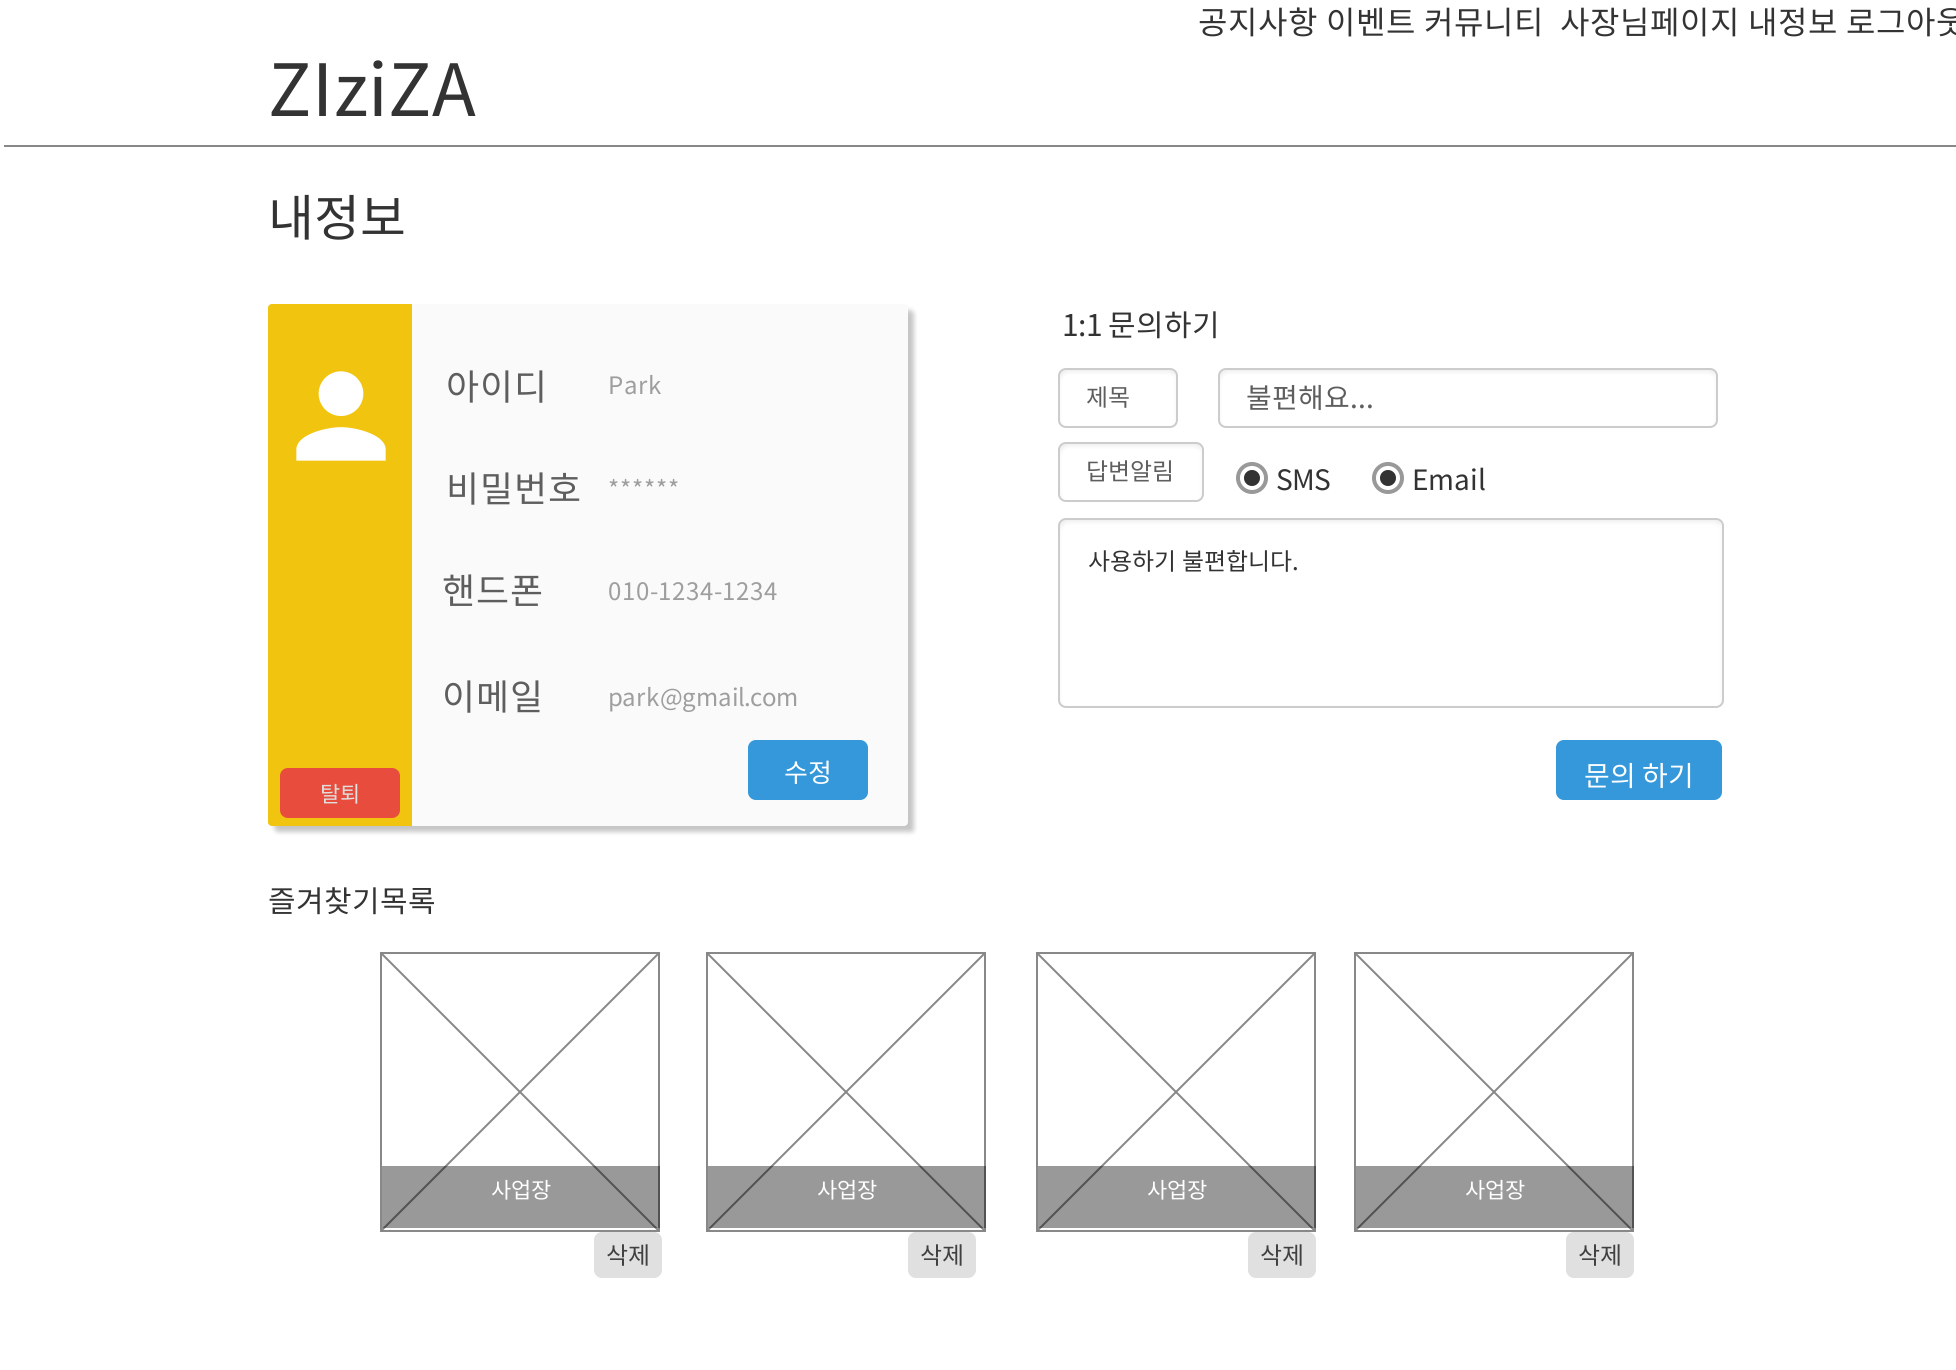 공지사항 이벤트 커뮤니티 사장님페이지 내정보 로그아웃
ZIziZA
내정보
아이디 Park
비밀번호 ******
핸드폰 010-1234-1234
이메일 park@gmail.com
수정
탈퇴
1:1 문의하기
제목 불편해요...
답변알림 SMS Email
사용하기 불편합니다.
문의 하기
즐겨찾기목록
사업장 사업장 사업장 사업장
삭제 삭제 삭제 삭제